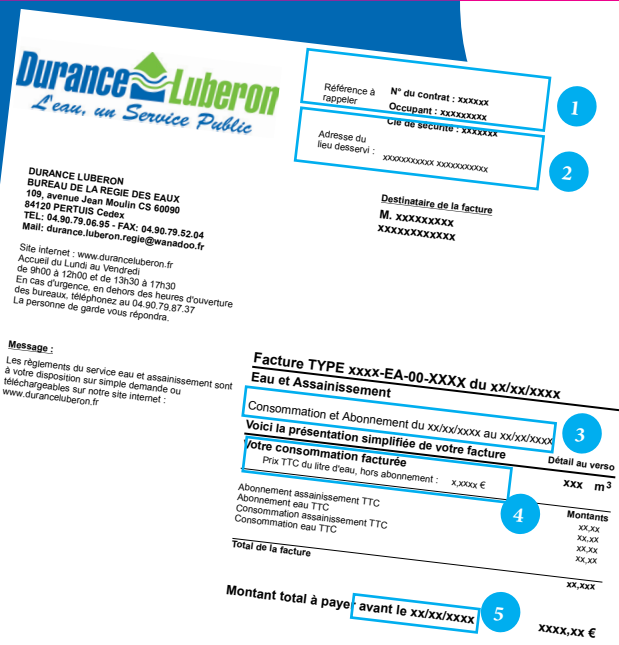 Durance Luberon
L'eau, un Service Public
Référence à rappeler
N° du contrat : xxxxxx
Occupant : xxxxxxxxx
Clé de sécurité : xxxxxxx
1
Adresse du
lieu desservi :
xxxxxxxxxxx xxxxxxxxxxx
2
DURANCE LUBERON
BUREAU DE LA REGIE DES EAUX
109, avenue Jean Moulin CS 60090
84120 PERTUIS Cedex
TEL: 04.90.79.06.95 - FAX: 04.90.79.52.04
Mail: durance.luberon.regie@wanadoo.fr
Site internet : www.duranceluberon.fr
Accueil du Lundi au Vendredi
de 9h00 à 12h00 et de 13h30 à 17h30
En cas d'urgence, en dehors des heures d'ouverture
des bureaux, téléphonez au 04.90.79.87.37
La personne de garde vous répondra.
Destinataire de la facture
M. xxxxxxxxx
xxxxxxxxxxxx
Message :
Les règlements du service eau et assainissement sont
à votre disposition sur simple demande ou
téléchargeables sur notre site internet :
www.duranceluberon.fr
Facture TYPE xxxx-EA-00-XXXX du xx/xx/xxxx
Eau et Assainissement
Consommation et Abonnement du xx/xx/xxxx au xx/xx/xxxx
3
Voici la présentation simplifiée de votre facture
Détail au verso
Votre consommation facturée
xxx m³
Prix TTC du litre d'eau, hors abonnement : x,xxxx €
4
Montants
Abonnement assainissement TTC xx,xx
Abonnement eau TTC xx,xx
Consommation assainissement TTC xx,xx
Consommation eau TTC xx,xx
Total de la facture xx,xxx
Montant total à payer avant le xx/xx/xxxx
5
xxxx,xx €